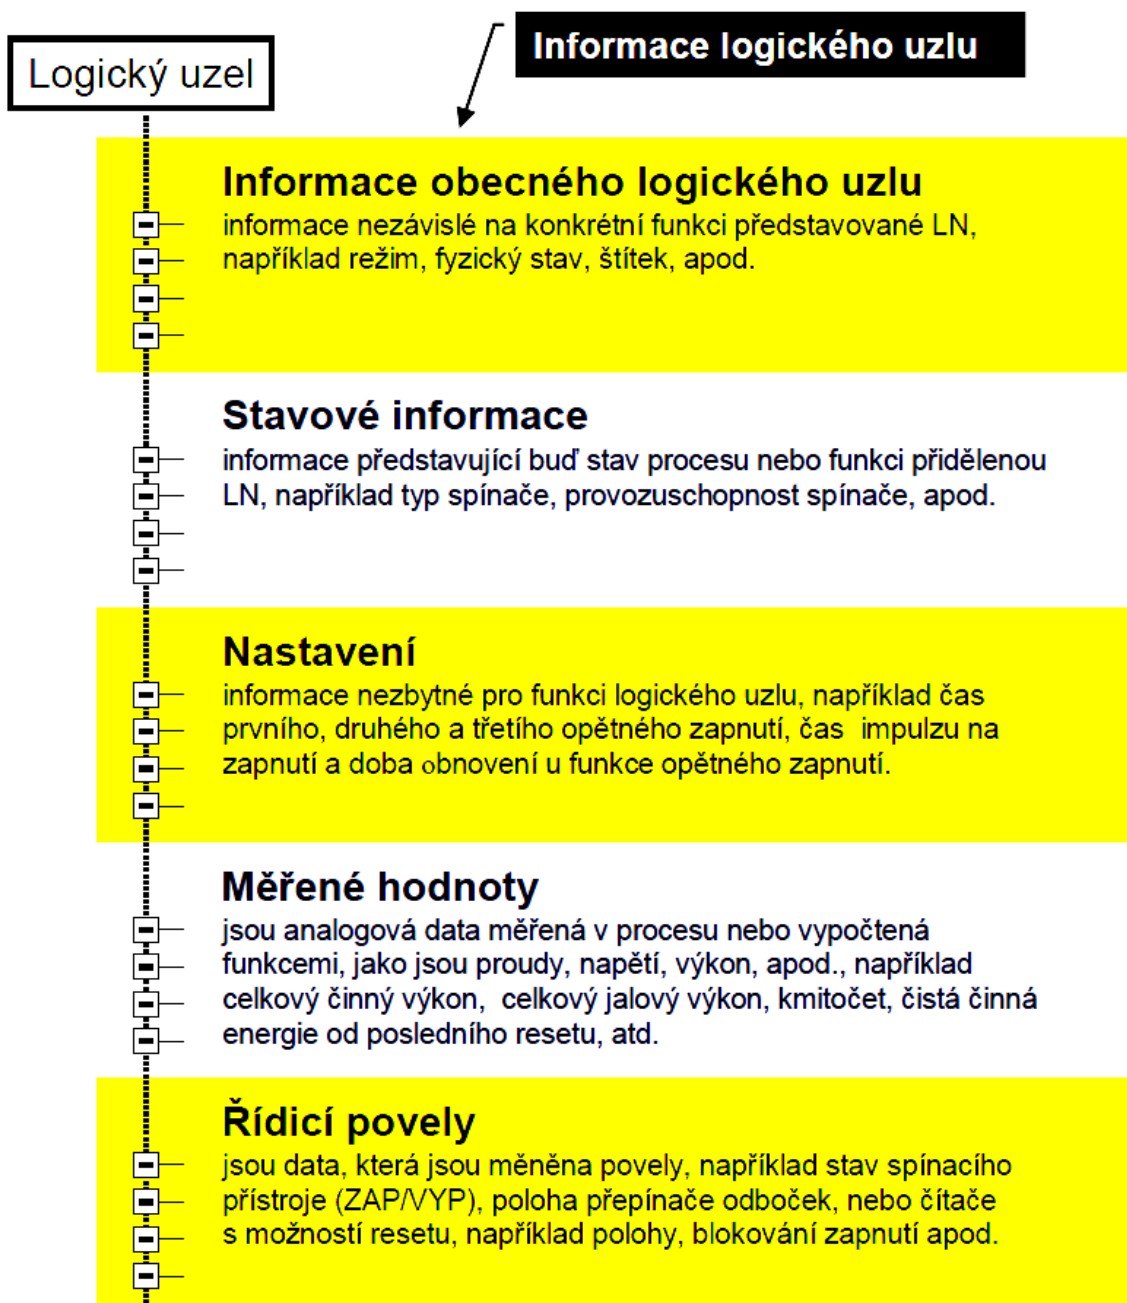 Informace logického uzlu
Logický uzel
Informace obecného logického uzlu
informace nezávislé na konkrétní funkci představované LN,
například režim, fyzický stav, štítek, apod.
Stavové informace
informace představující buď stav procesu nebo funkci přidělenou
LN, například typ spínače, provozuschopnost spínače, apod.
Nastavení
informace nezbytné pro funkci logického uzlu, například čas
prvního, druhého a třetího opětného zapnutí, čas  impulzu na
zapnutí a doba obnovení u funkce opětného zapnutí.
Měřené hodnoty
jsou analogová data měřená v procesu nebo vypočtená
funkcemi, jako jsou proudy, napětí, výkon, apod., například
celkový činný výkon,  celkový jalový výkon, kmitočet, čistá činná
energie od posledního resetu, atd.
Řídicí povely
jsou data, která jsou měněna povely, například stav spínacího
přístroje (ZAP/VYP), poloha přepínače odboček, nebo čítače
s možností resetu, například polohy, blokování zapnutí apod.